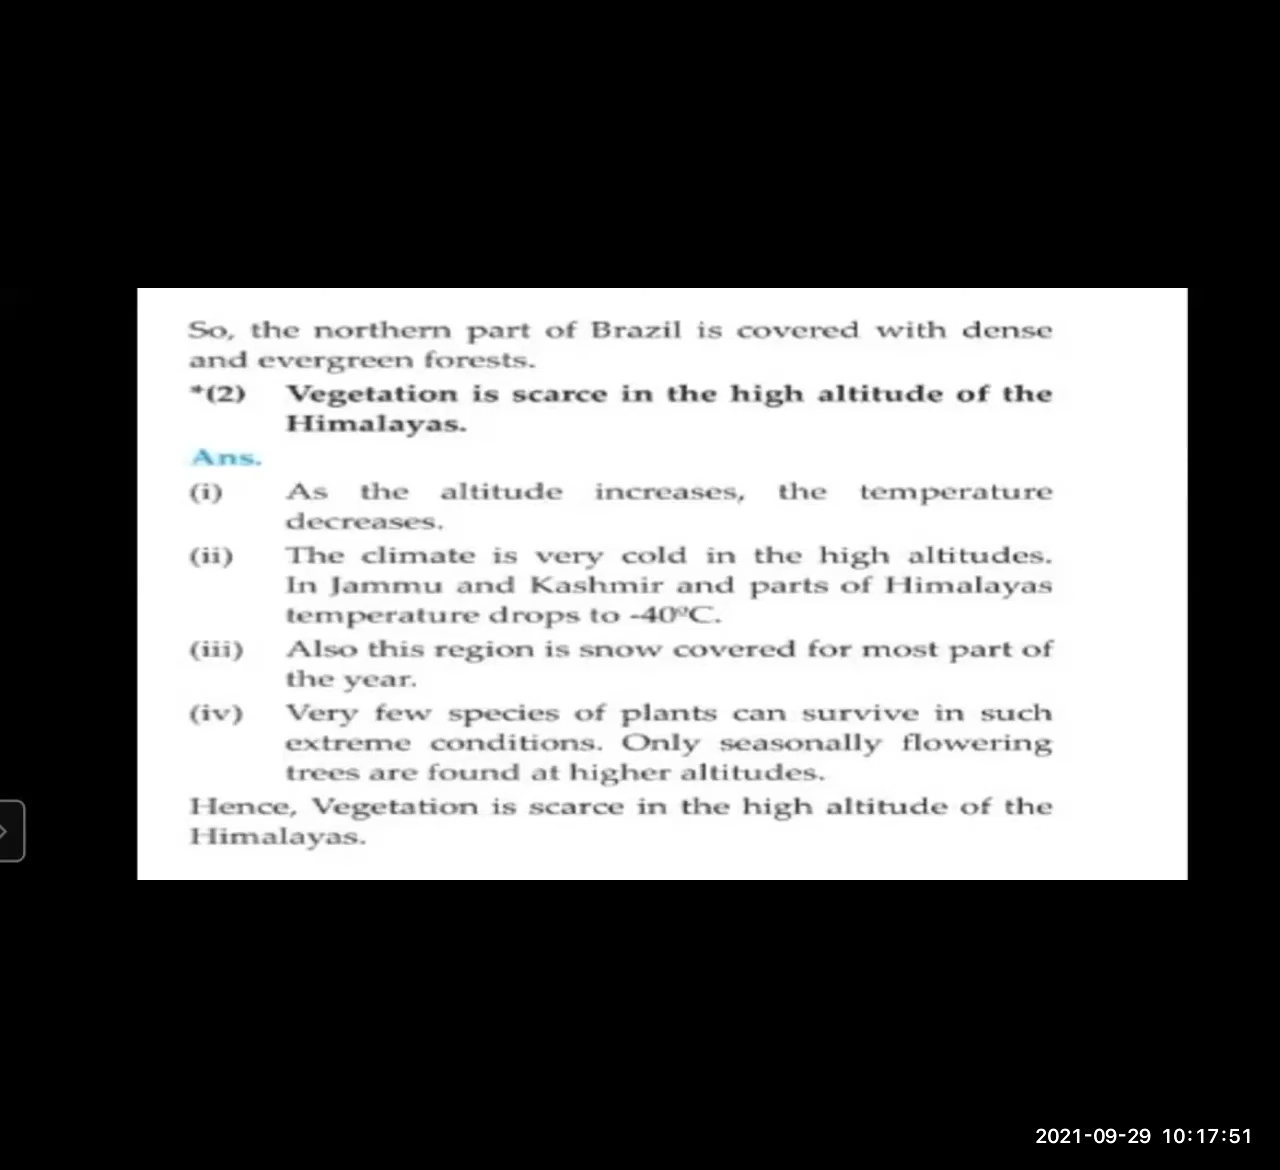 So, the northern part of Brazil is covered with dense
and evergreen forests.
*(2) Vegetation is scarce in the high altitude of the
Himalayas.
Ans.
(i) As the altitude increases, the temperature
decreases.
(ii) The climate is very cold in the high altitudes.
In Jammu and Kashmir and parts of Himalayas
temperature drops to -40°C.
(iii) Also this region is snow covered for most part of
the year.
(iv) Very few species of plants can survive in such
extreme conditions. Only seasonally flowering
trees are found at higher altitudes.
Hence, Vegetation is scarce in the high altitude of the
Himalayas.
2021-09-29 10:17:51